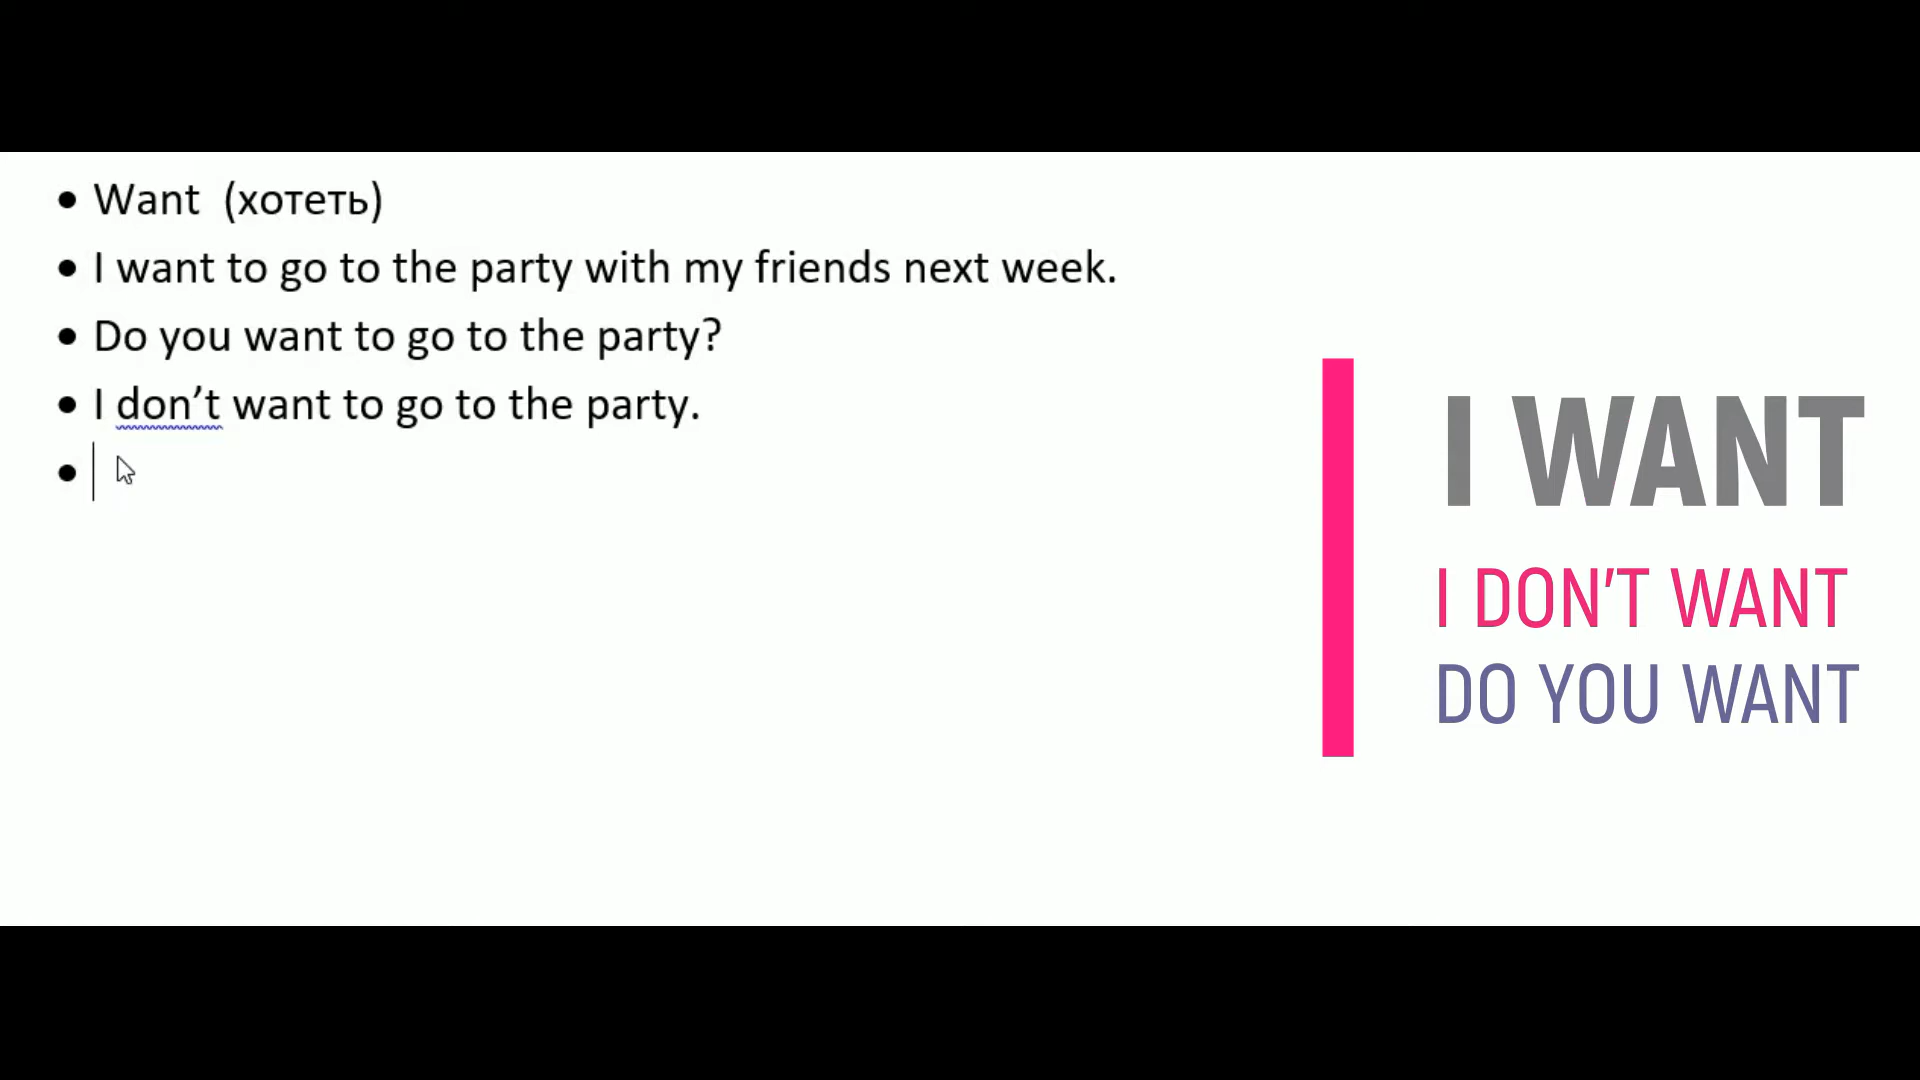 • Want (хотеть)
• I want to go to the party with my friends next week.
• Do you want to go to the party?
• I don’t want to go to the party.
•
I WANT
I DON'T WANT
DO YOU WANT